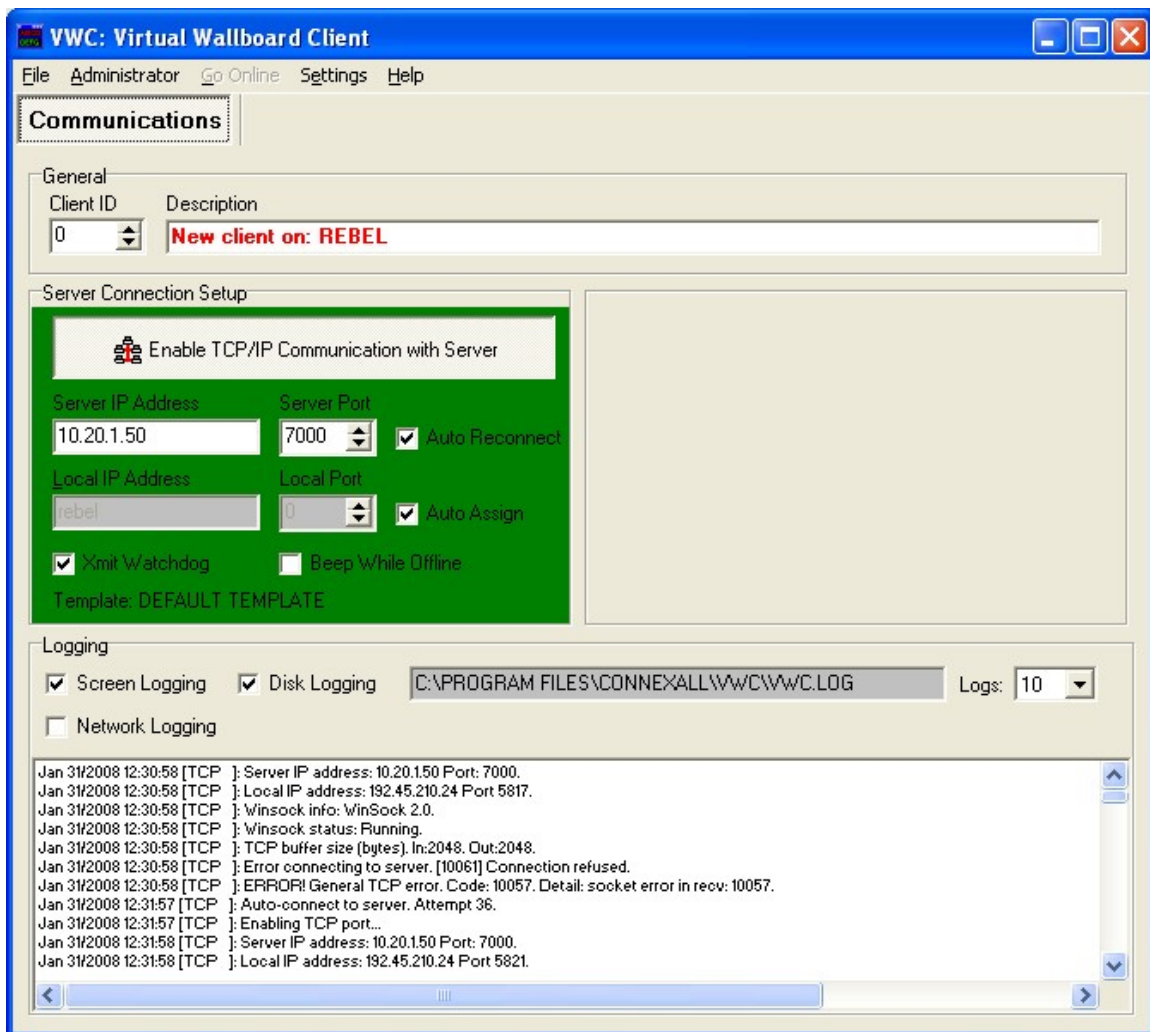 VWC: Virtual Wallboard Client
File Administrator Go Online Settings Help
Communications
General
Client ID Description
0 New client on: REBEL
Server Connection Setup
Enable TCP/IP Communication with Server
Server IP Address Server Port
10.20.1.50 7000 Auto Reconnect
Local IP Address Local Port
rebel 0 Auto Assign
Xmit Watchdog Beep While Offline
Template: DEFAULT TEMPLATE
Logging
Screen Logging Disk Logging C:\PROGRAM FILES\CONNEXALL\VWC\VWC.LOG Logs: 10
Network Logging
Jan 31/2008 12:30:58 [TCP ]: Server IP address: 10.20.1.50 Port: 7000.
Jan 31/2008 12:30:58 [TCP ]: Local IP address: 192.45.210.24 Port 5817.
Jan 31/2008 12:30:58 [TCP ]: Winsock info: WinSock 2.0.
Jan 31/2008 12:30:58 [TCP ]: Winsock status: Running.
Jan 31/2008 12:30:58 [TCP ]: TCP buffer size (bytes). In:2048. Out:2048.
Jan 31/2008 12:30:58 [TCP ]: Error connecting to server. [10061] Connection refused.
Jan 31/2008 12:30:58 [TCP ]: ERROR! General TCP error. Code: 10057. Detail: socket error in recv: 10057.
Jan 31/2008 12:31:57 [TCP ]: Auto-connect to server. Attempt 36.
Jan 31/2008 12:31:57 [TCP ]: Enabling TCP port...
Jan 31/2008 12:31:58 [TCP ]: Server IP address: 10.20.1.50 Port: 7000.
Jan 31/2008 12:31:58 [TCP ]: Local IP address: 192.45.210.24 Port 5821.